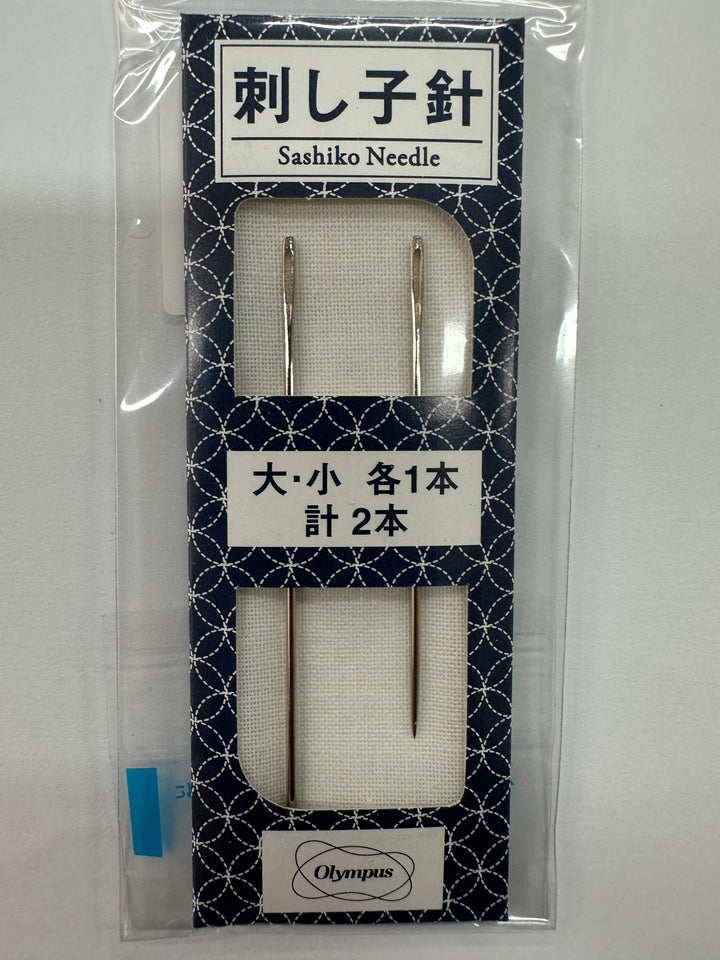 刺し子針
Sashiko Needle
大・小 各1本
計 2本
Olympus